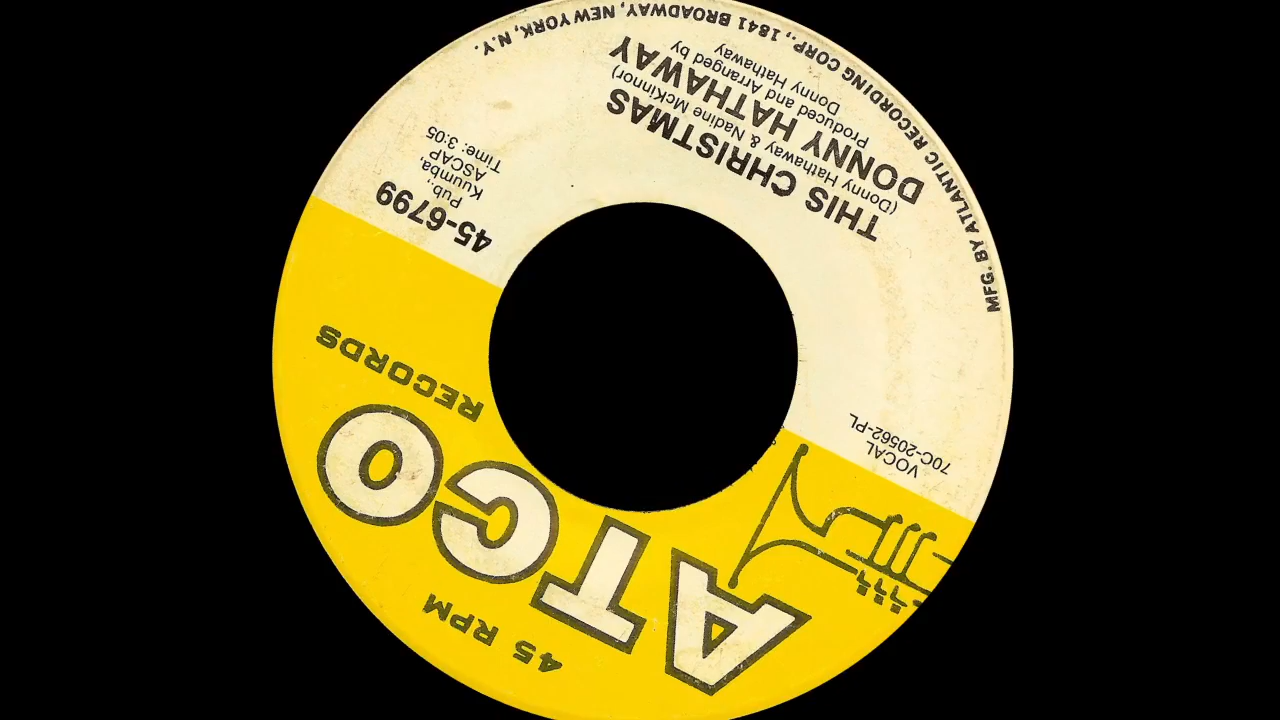 45 RPM
ATCO
RECORDS
VOCAL
70C-20562-PL
45-6799
Pub.,
Kuumba,
ASCAP
Time: 3:05
THIS CHRISTMAS
(Donny Hathaway & Nadine McKinnor)
DONNY HATHAWAY
Produced and Arranged by
Donny Hathaway
MFG. BY ATLANTIC RECORDING CORP., 1841 BROADWAY, NEW YORK, N.Y.